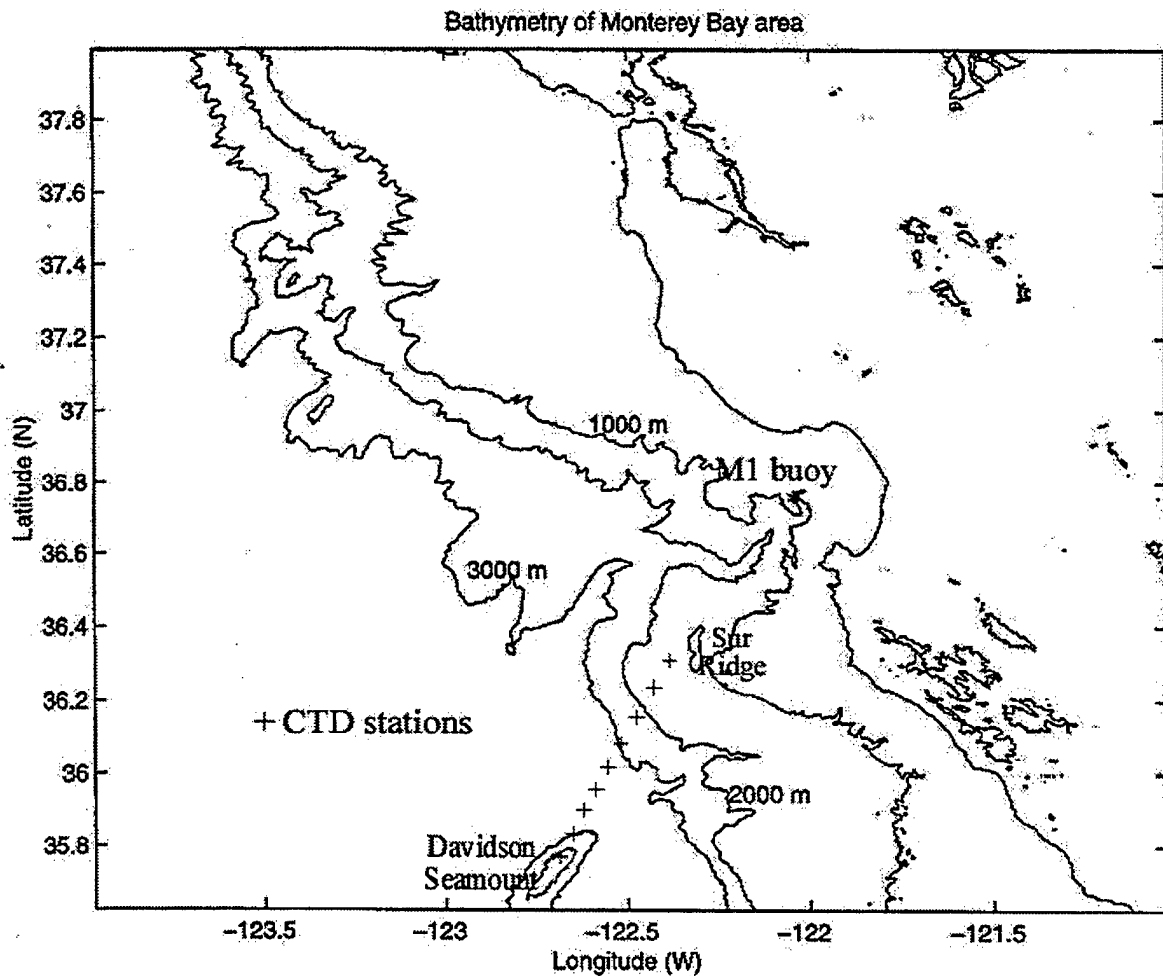 Bathymetry of Monterey Bay area
37.8
37.6
37.4
37.2
37
36.8
36.6
36.4
36.2
36
35.8
Latitude (N)
1000 m
M1 buoy
3000 m
Sur
Ridge
+ CTD stations
2000 m
Davidson
Seamount
-123.5
-123
-122.5
-122
-121.5
Longitude (W)